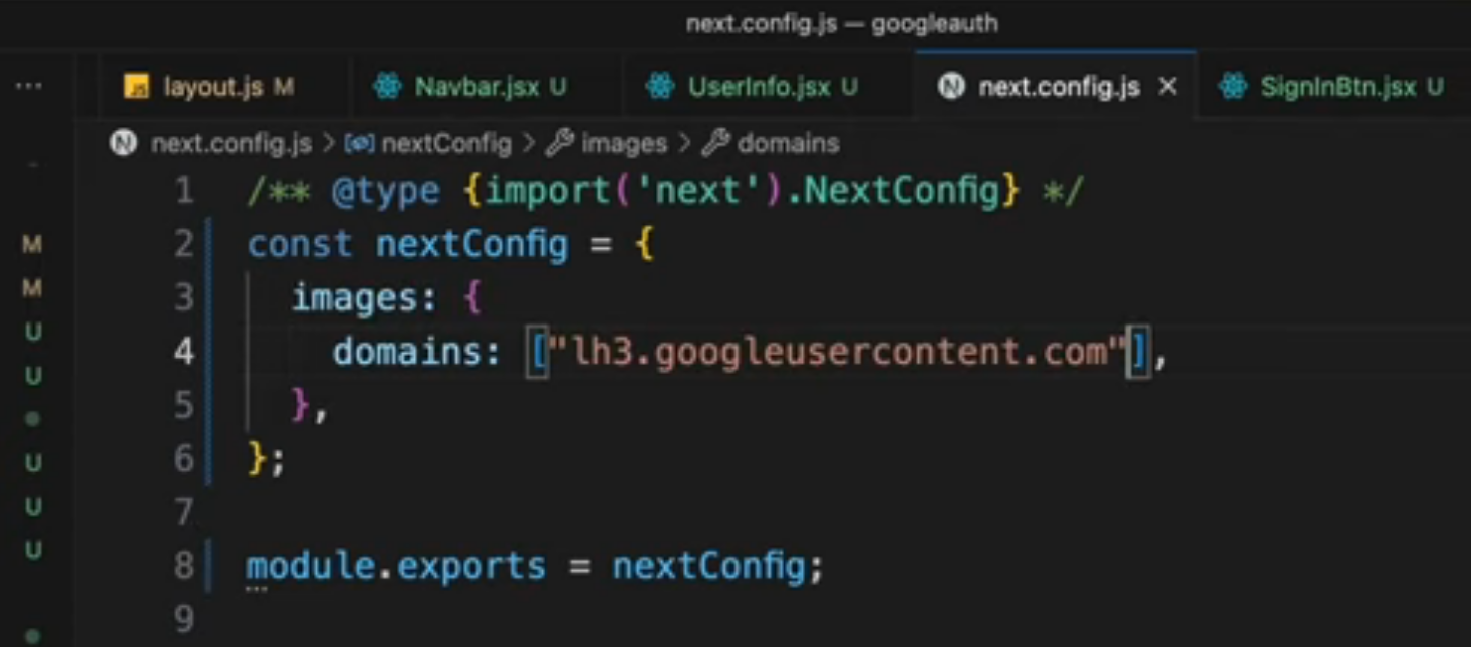 next.config.js — googleauth
... JS layout.js M Navbar.jsx U UserInfo.jsx U N next.config.js × SignInBtn.jsx U
N next.config.js > nextConfig > images > domains
1 /** @type {import('next').NextConfig} */
M 2 const nextConfig = {
M 3 images: {
U 4 domains: ["lh3.googleusercontent.com"],
U 5 },
U 6 };
U 7
U 8 module.exports = nextConfig;
9